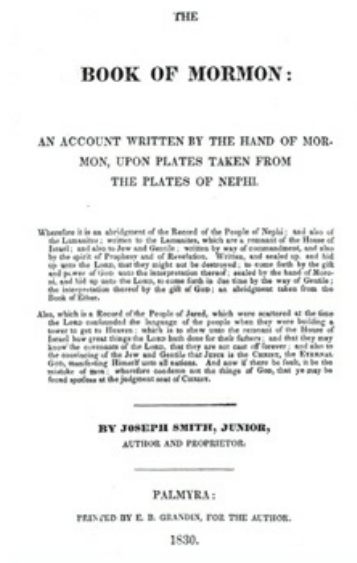 THE
BOOK OF MORMON:
AN ACCOUNT WRITTEN BY THE HAND OF MOR-
MON, UPON PLATES TAKEN FROM
THE PLATES OF NEPHI.
Wherefore it is an abridgment of the Record of the People of Nephi; and also of
the Lamanites; written to the Lamanites, which are a remnant of the House of
Israel; and also to Jew and Gentile; written by way of commandment, and also
by the spirit of Prophecy and of Revelation. Written, and sealed up, and hid
up unto the LORD, that they might not be destroyed; to come forth by the gift
and power of GOD unto the interpretation thereof; sealed by the hand of Moro-
ni, and hid up unto the LORD, to come forth in due time by the way of Gentile;
the interpretation thereof by the gift of GOD; an abridgment taken from the
Book of Ether.
Also, which is a Record of the People of Jared, which were scattered at the time
the LORD confounded the language of the people when they were building a
tower to get to Heaven: which is to shew unto the remnant of the House of
Israel how great things the LORD hath done for their fathers; and that they may
know the covenants of the LORD, that they are not cast off forever; and also to
the convincing of the Jew and Gentile that JESUS is the CHRIST, the ETERNAL
GOD, manifesting Himself unto all nations. And now if there be fault, it be the
mistake of men; wherefore condemn not the things of GOD, that ye may be
found spotless at the judgment seat of CHRIST.
BY JOSEPH SMITH, JUNIOR,
AUTHOR AND PROPRIETOR.
PALMYRA:
PRINTED BY E. B. GRANDIN, FOR THE AUTHOR.
1830.